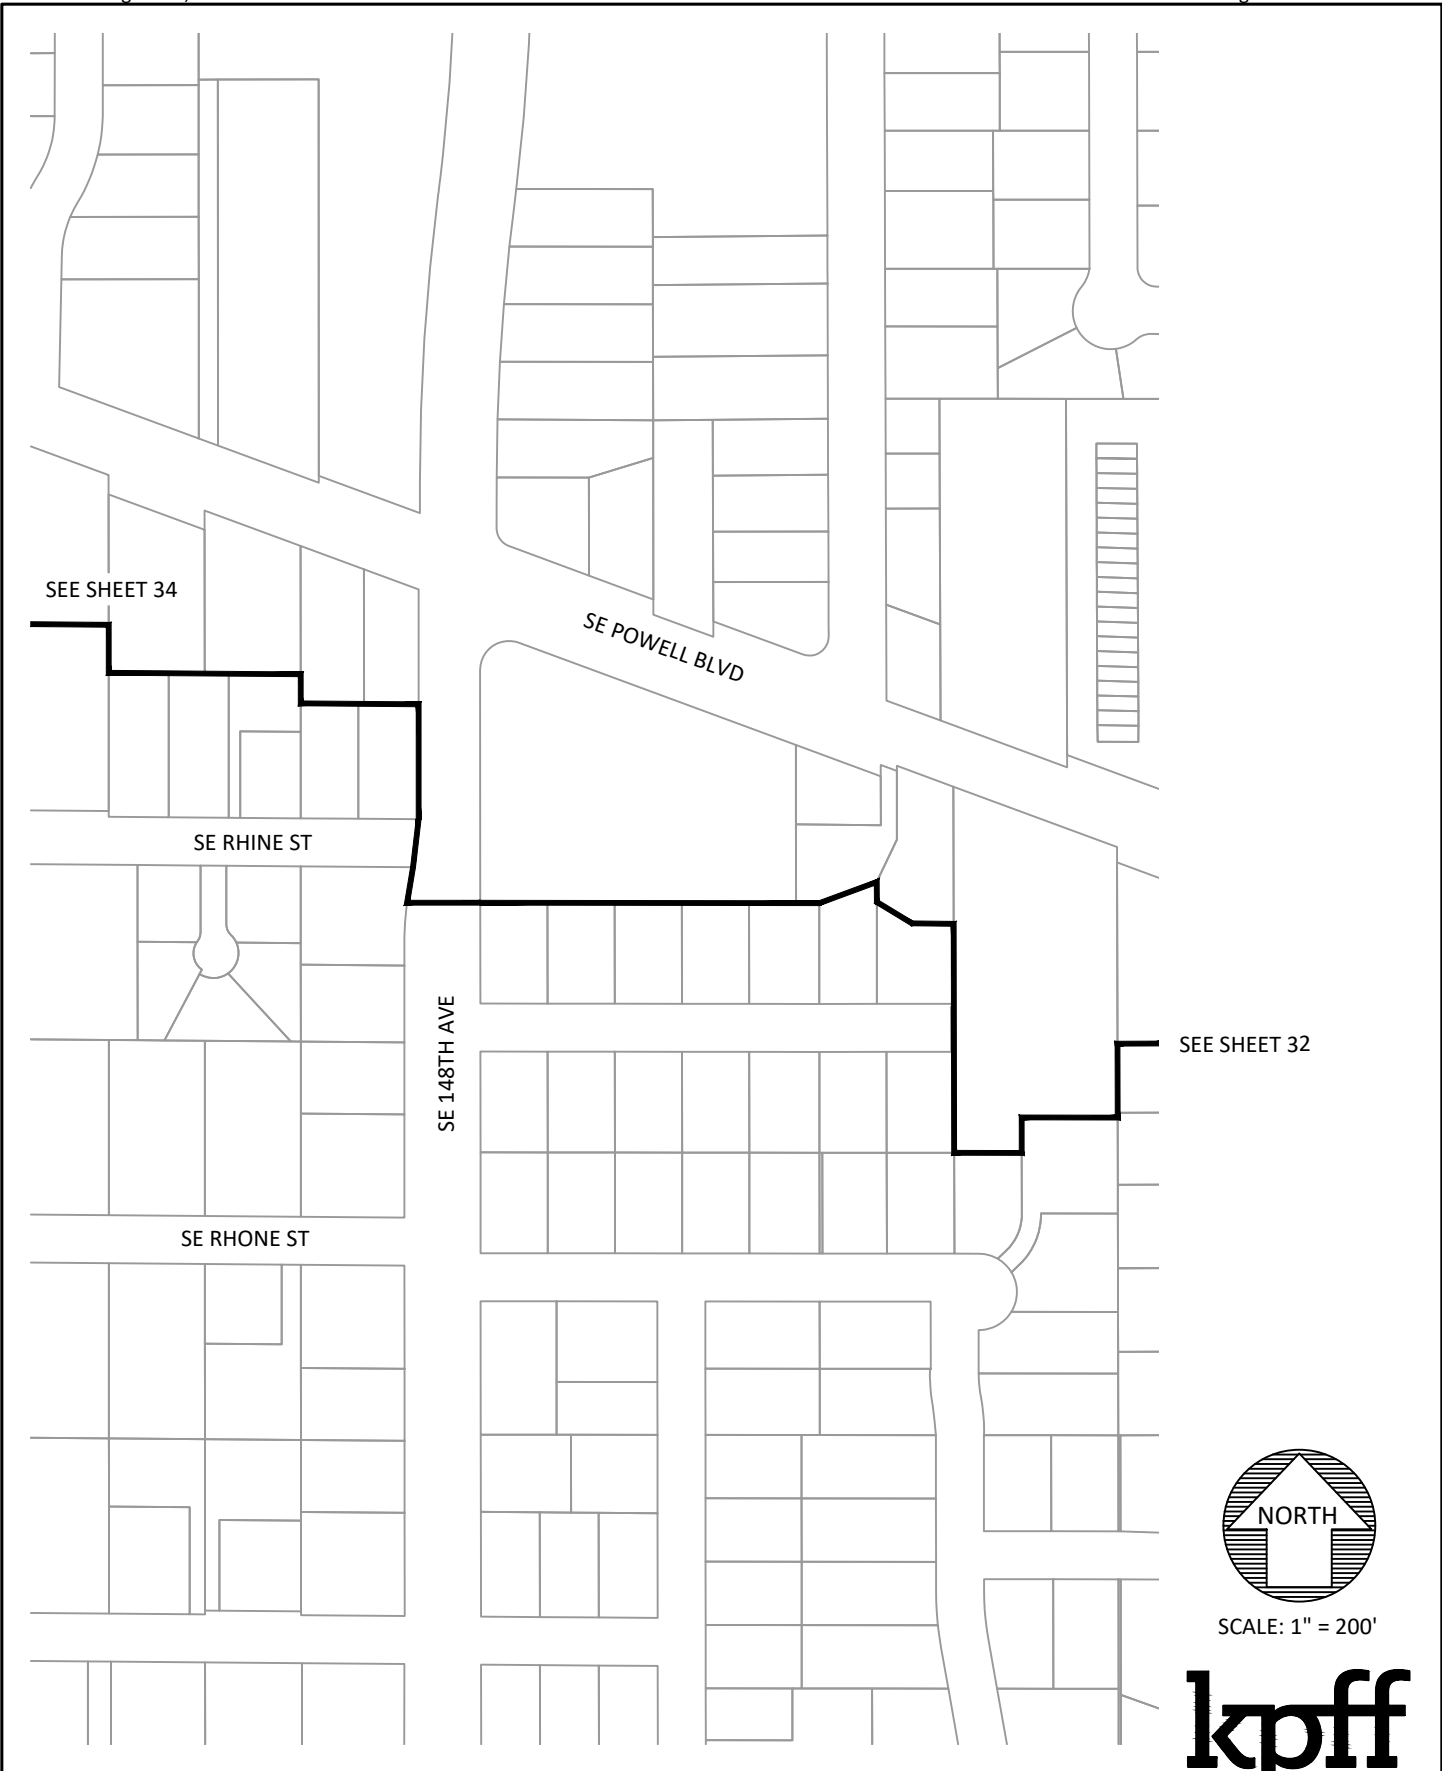 SEE SHEET 34
SE POWELL BLVD
SE RHINE ST
SE 148TH AVE
SEE SHEET 32
SE RHONE ST
NORTH
SCALE: 1" = 200'
kpff